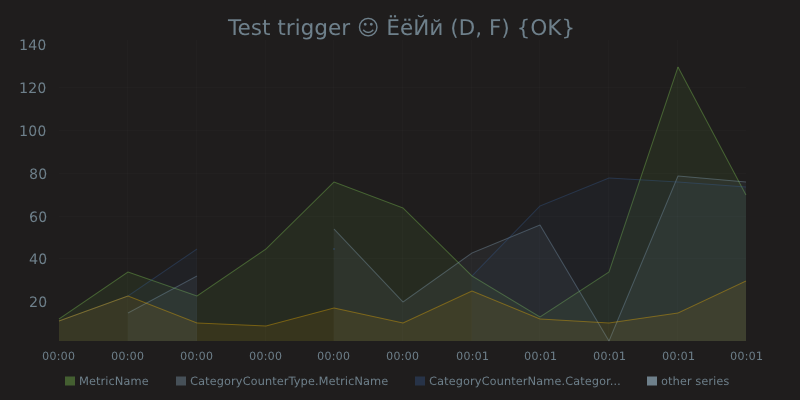 Test trigger ☺ ЁёЙй (D, F) {OK}
140
120
100
80
60
40
20
00:00 00:00 00:00 00:00 00:00 00:00 00:01 00:01 00:01 00:01 00:01
MetricName CategoryCounterType.MetricName CategoryCounterName.Categor... other series